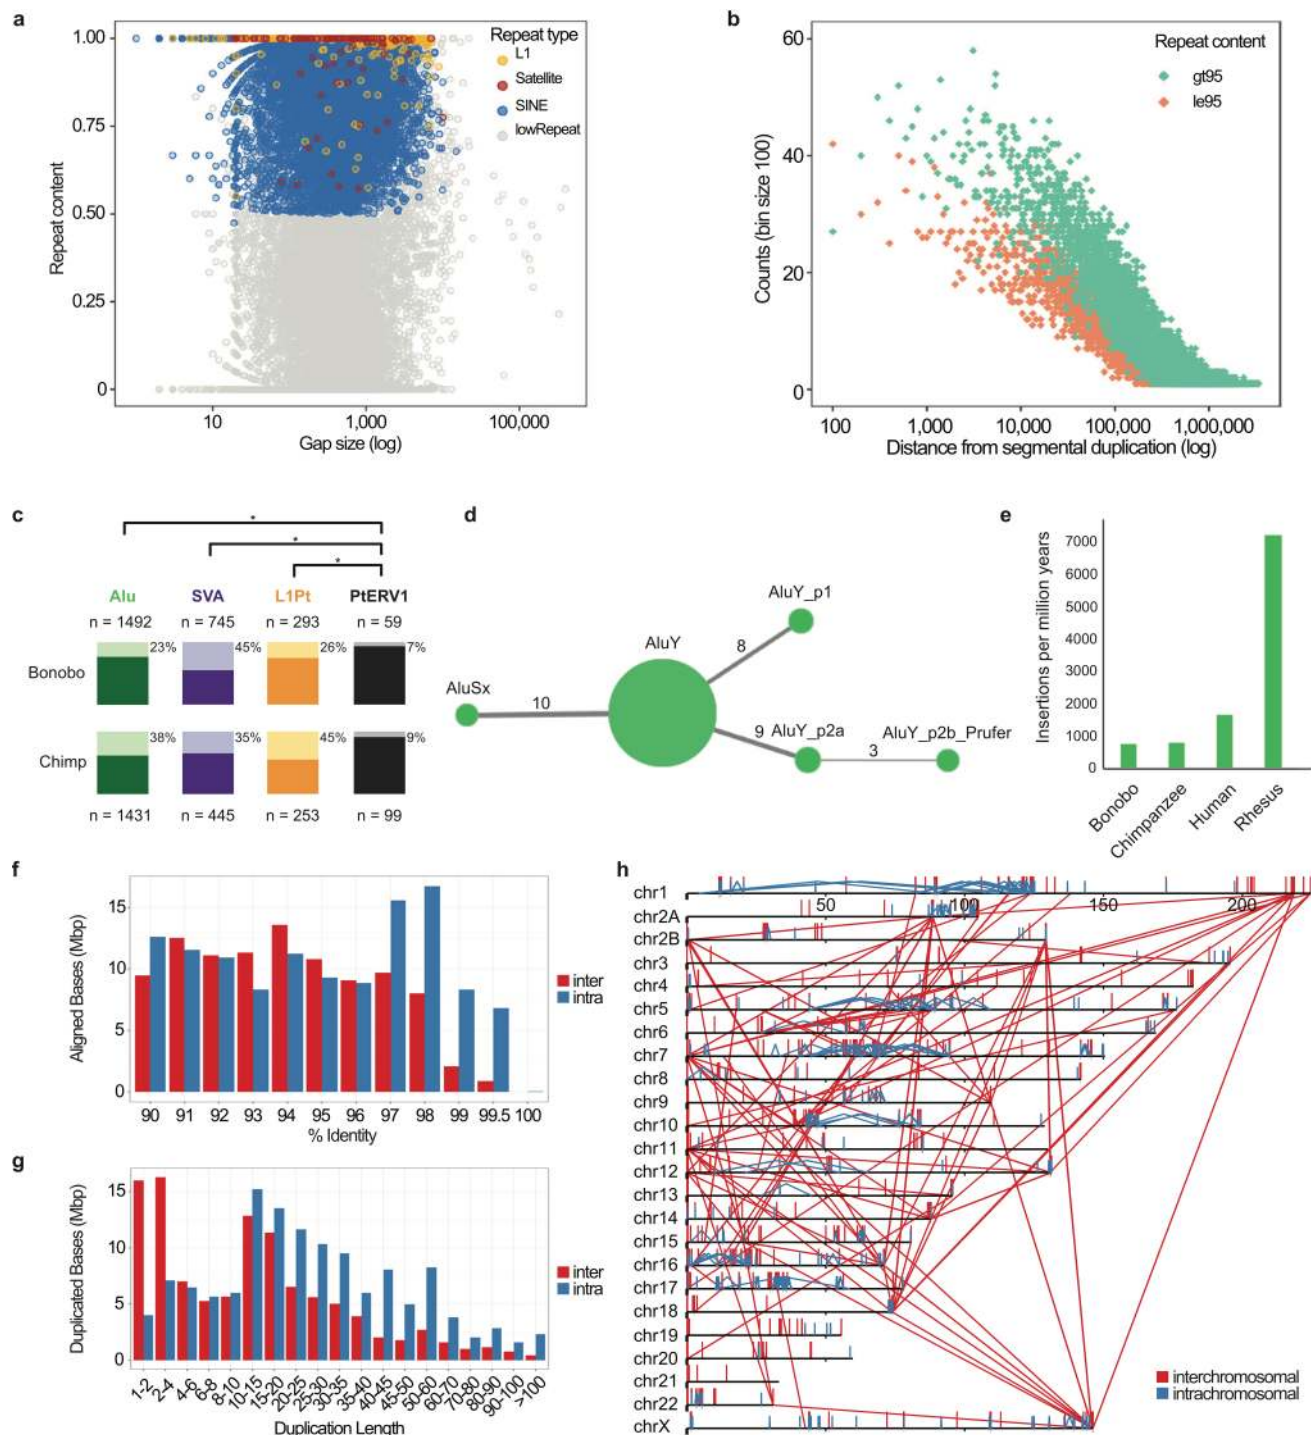 a
Repeat content
1.00
0.75
0.50
0.25
0
10
1,000
100,000
Gap size (log)
Repeat type
L1
Satellite
SINE
lowRepeat
b
Counts (bin size 100)
60
40
20
0
100
1,000
10,000
100,000
1,000,000
Distance from segmental duplication (log)
Repeat content
gt95
le95
c
*
*
*
Alu SVA L1Pt PtERV1
n = 1492 n = 745 n = 293 n = 59
Bonobo 23% 45% 26% 7%
Chimp 38% 35% 45% 9%
n = 1431 n = 445 n = 253 n = 99
d
AluY_p1
AluY
8
AluSx
10
9
AluY_p2a
3
AluY_p2b_Prufer
e
Insertions per million years
7000
6000
5000
4000
3000
2000
1000
0
Bonobo
Chimpanzee
Human
Rhesus
f
Aligned Bases (Mbp)
15
10
5
0
90 91 92 93 94 95 96 97 98 99 99.5 100
% Identity
inter
intra
g
Duplicated Bases (Mbp)
15
10
5
0
1-2
2-4
4-6
6-8
8-10
10-15
15-20
20-25
25-30
30-35
35-40
40-45
45-50
50-60
60-70
70-80
80-90
90-100
>100
Duplication Length
inter
intra
h
50 100 150 200
chr1
chr2A
chr2B
chr3
chr4
chr5
chr6
chr7
chr8
chr9
chr10
chr11
chr12
chr13
chr14
chr15
chr16
chr17
chr18
chr19
chr20
chr21
chr22
chrX
interchromosomal
intrachromosomal